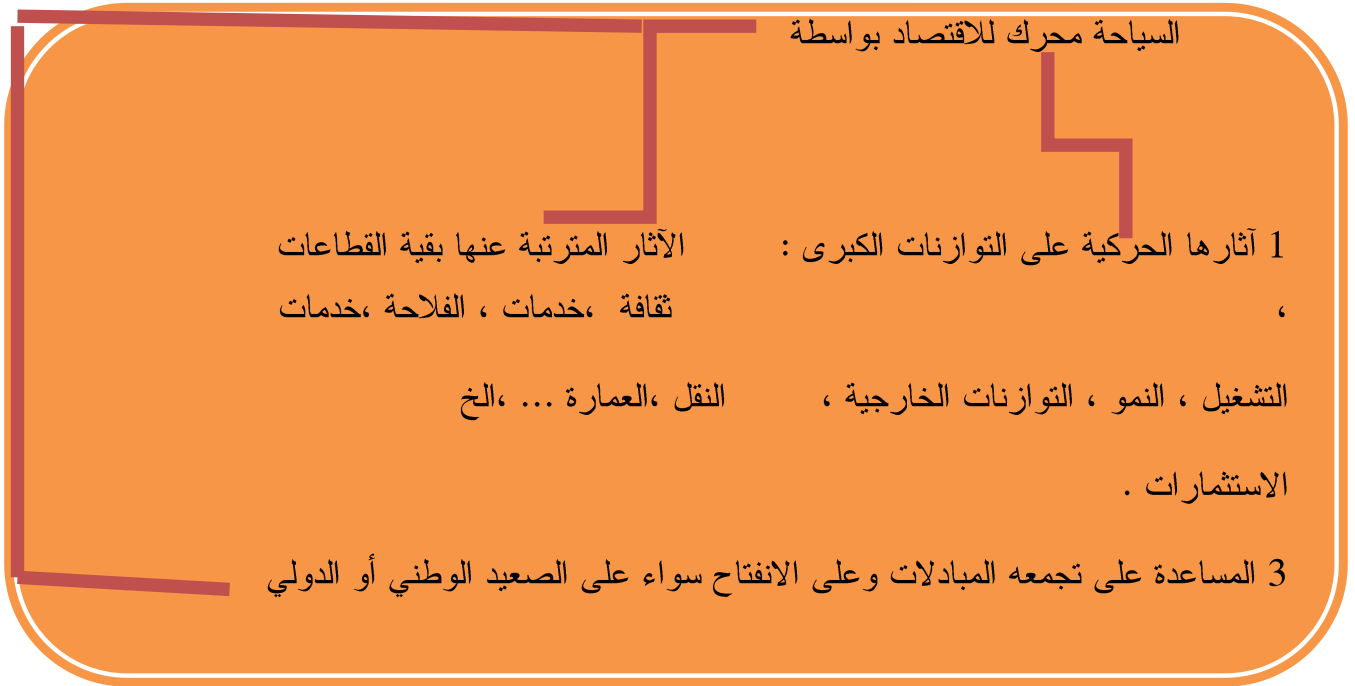 السياحة محرك للاقتصاد بواسطة
1 آثارها الحركية على التوازنات الكبرى : الآثار المترتبة عنها بقية القطاعات
، ثقافة ،خدمات ، الفلاحة ،خدمات
التشغيل ، النمو ، التوازنات الخارجية ، النقل ،العمارة ... ،الخ
الاستثمارات .
3 المساعدة على تجمعه المبادلات وعلى الانفتاح سواء على الصعيد الوطني أو الدولي